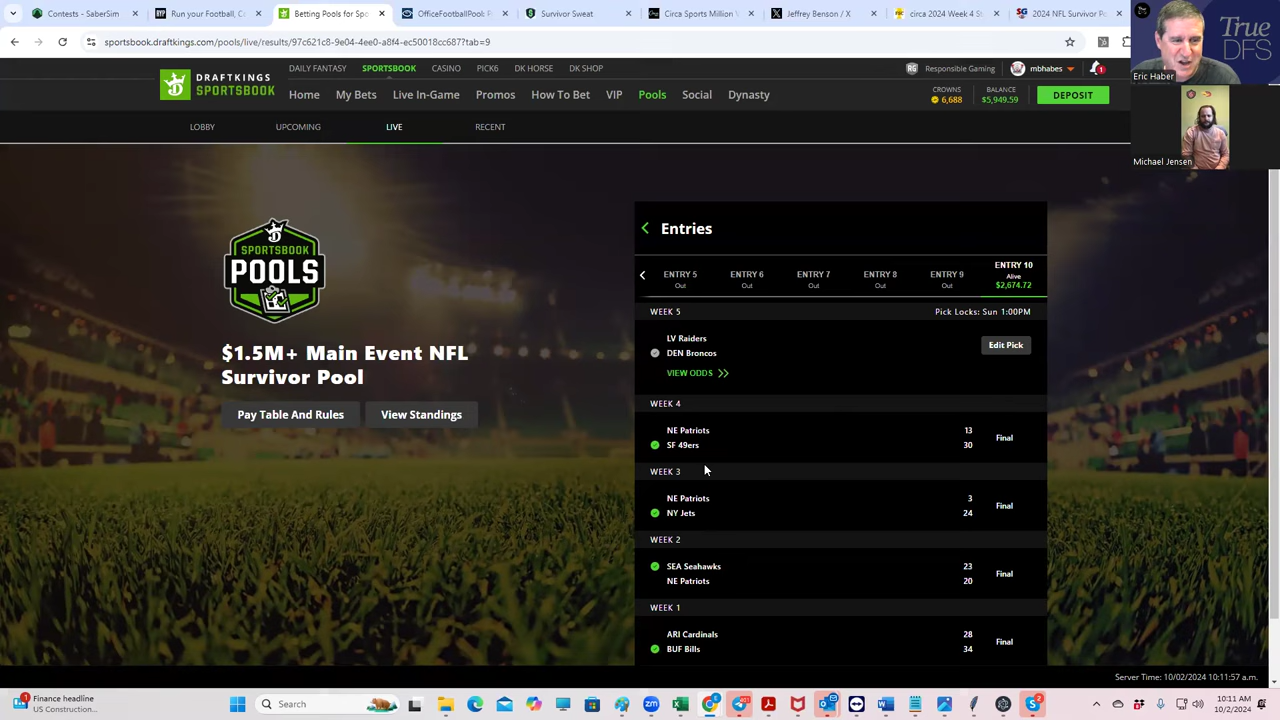 Contests - SaberSim
Run your Football, C
Betting Pools for Spo
OfficeFootballPool: P
Survivor Sweat
Circa Sports Million V
Jeffrey Benson / X
circa 2024 Week 4 St
2024 NFL Survivor P
sportsbook.draftkings.com/pools/live/results/97c621c8-9e04-4ee0-a8f4-ec50018cc687?tab=9
True
DFS
Eric Haber
Michael Jensen
DRAFTKINGS
SPORTSBOOK
DAILY FANTASY
SPORTSBOOK
CASINO
PICK6
DK HORSE
DK SHOP
RG
Responsible Gaming
mbhabes
1
Home
My Bets
Live In-Game
Promos
How To Bet
VIP
Pools
Social
Dynasty
CROWNS
6,688
BALANCE
$5,949.59
DEPOSIT
LOBBY
UPCOMING
LIVE
RECENT
SPORTSBOOK
POOLS
$1.5M+ Main Event NFL
Survivor Pool
Pay Table And Rules
View Standings
Entries
ENTRY 5
Out
ENTRY 6
Out
ENTRY 7
Out
ENTRY 8
Out
ENTRY 9
Out
ENTRY 10
Alive
$2,674.72
WEEK 5
Pick Locks: Sun 1:00PM
LV Raiders
DEN Broncos
Edit Pick
VIEW ODDS
WEEK 4
NE Patriots 13
SF 49ers 30
Final
WEEK 3
NE Patriots 3
NY Jets 24
Final
WEEK 2
SEA Seahawks 23
NE Patriots 20
Final
WEEK 1
ARI Cardinals 28
BUF Bills 34
Final
Server Time: 10/02/2024 10:11:57 a.m.
Finance headline
US Construction...
Search
10:11 AM
10/2/2024